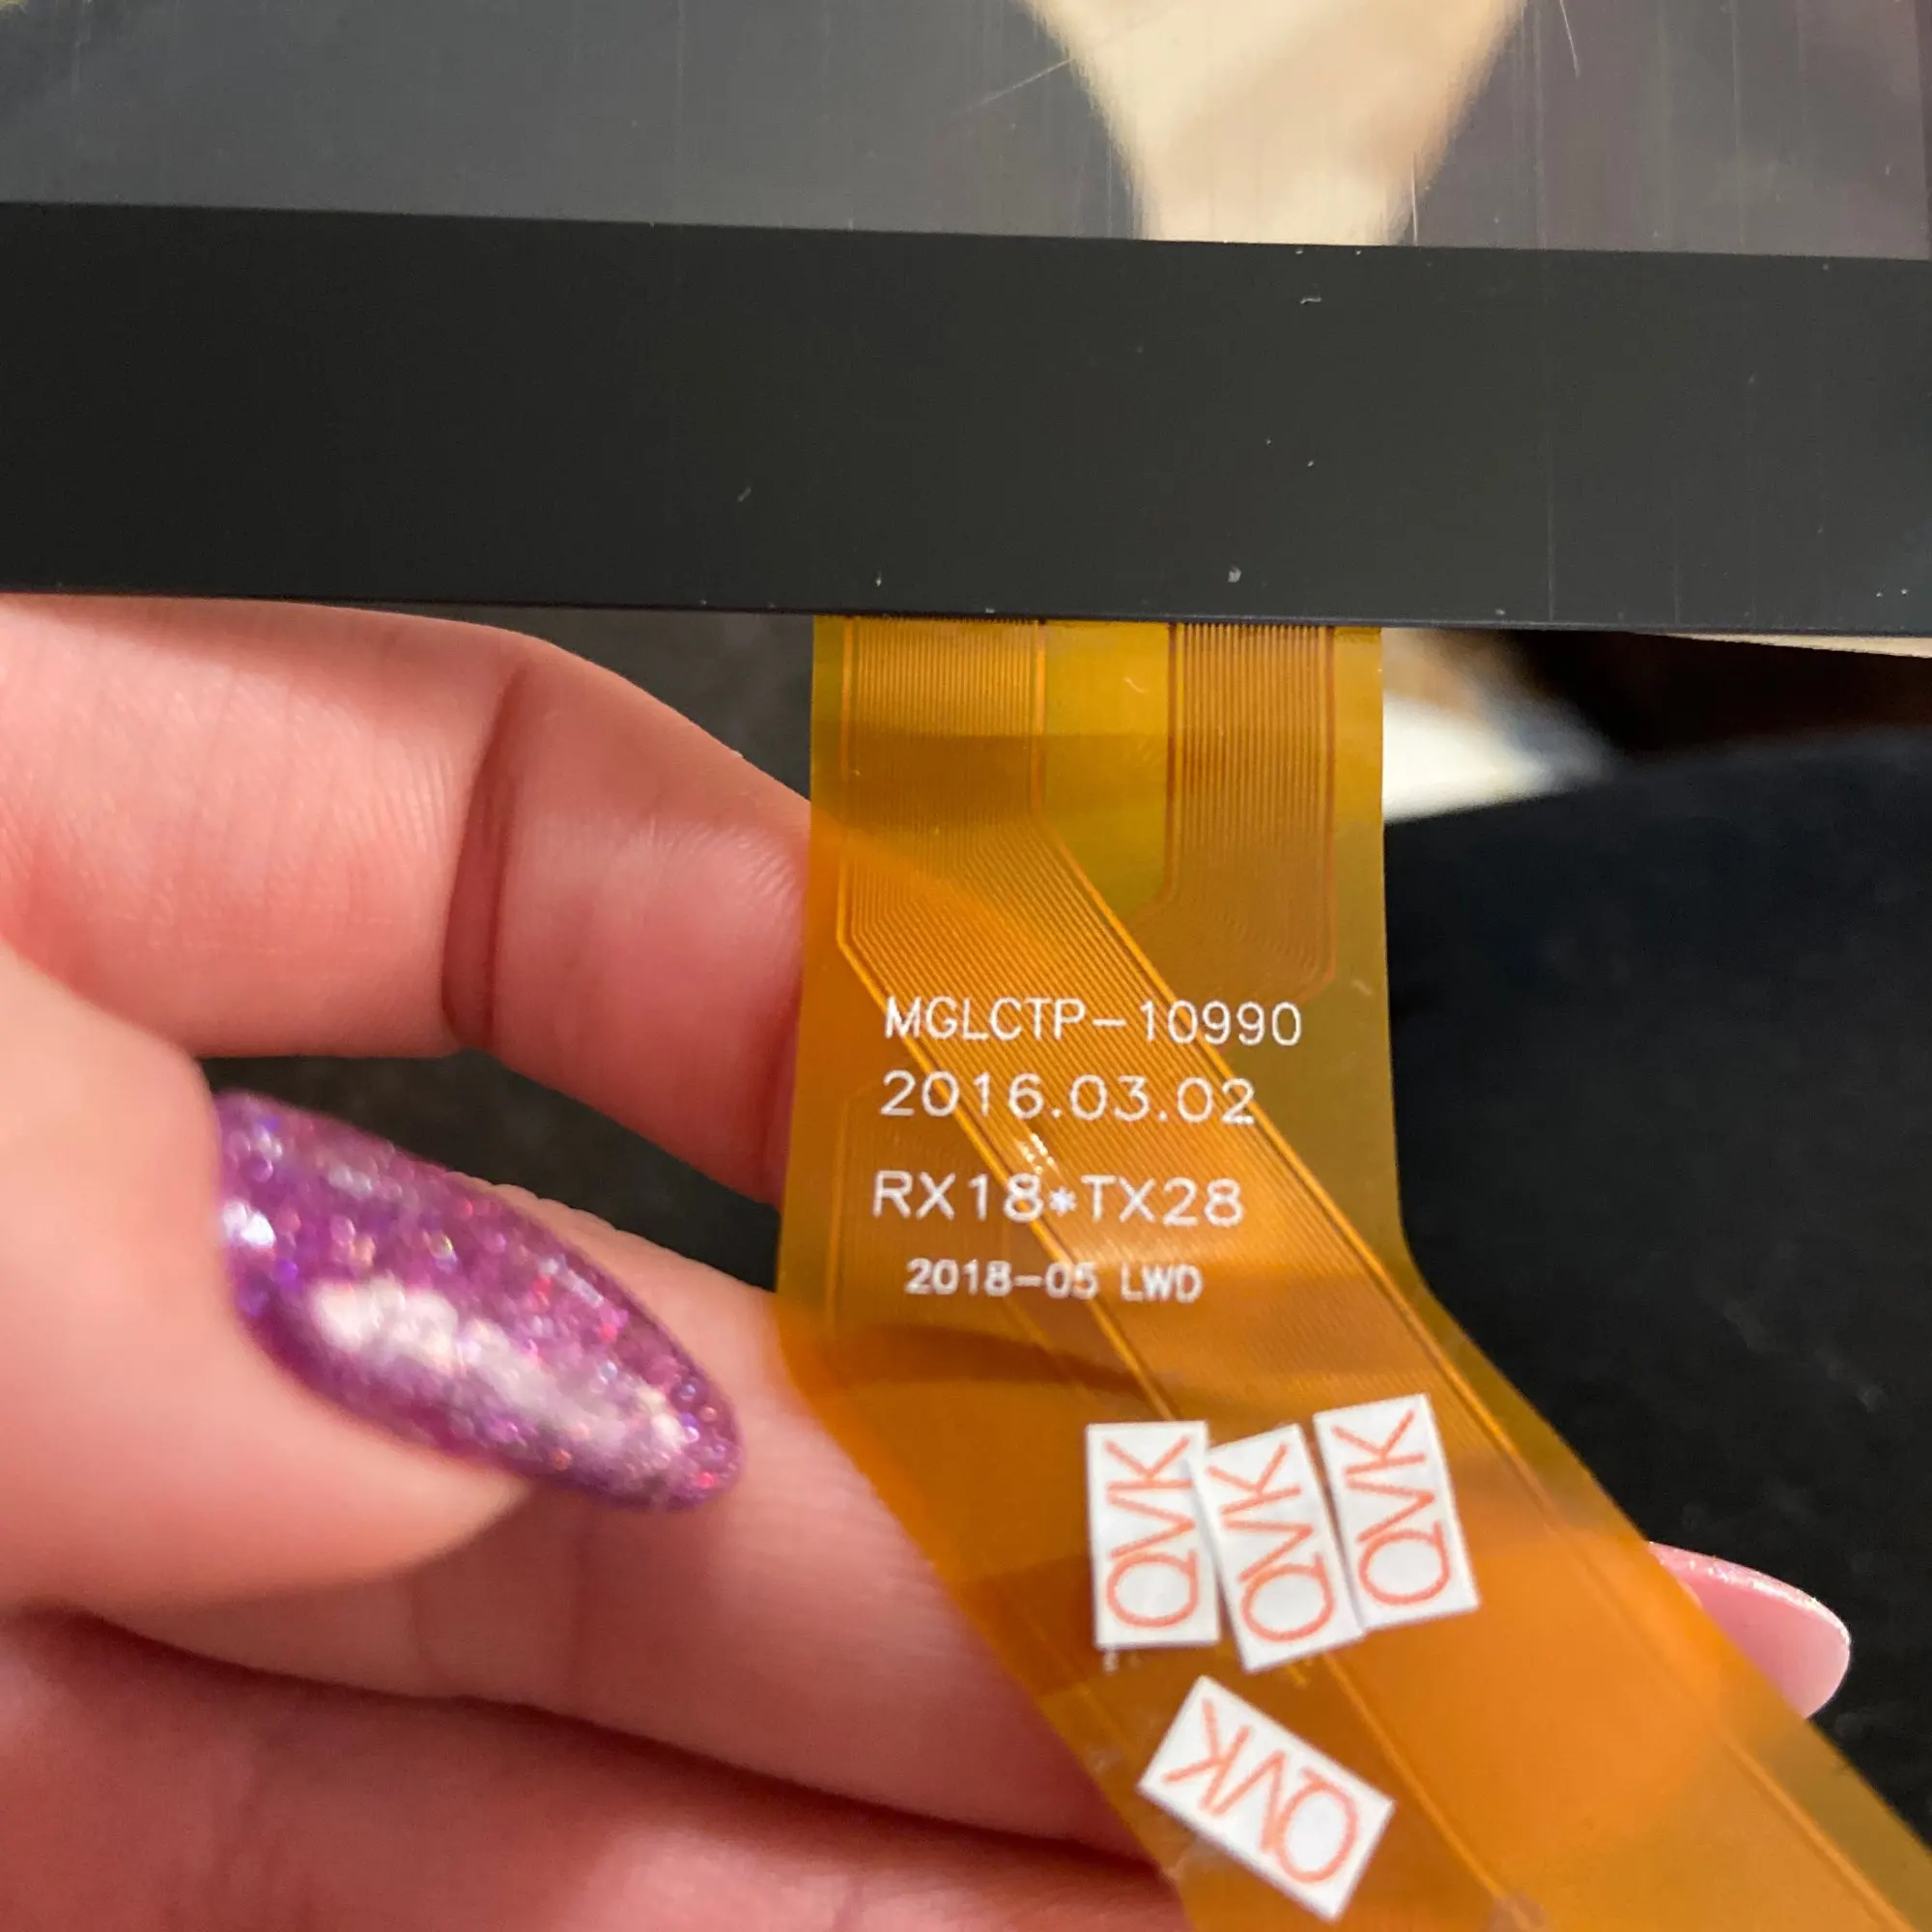 MGLCTP-10990
2016.03.02
RX18*TX28
2018-05 LWD
QVK
QVK
QVK
QVK